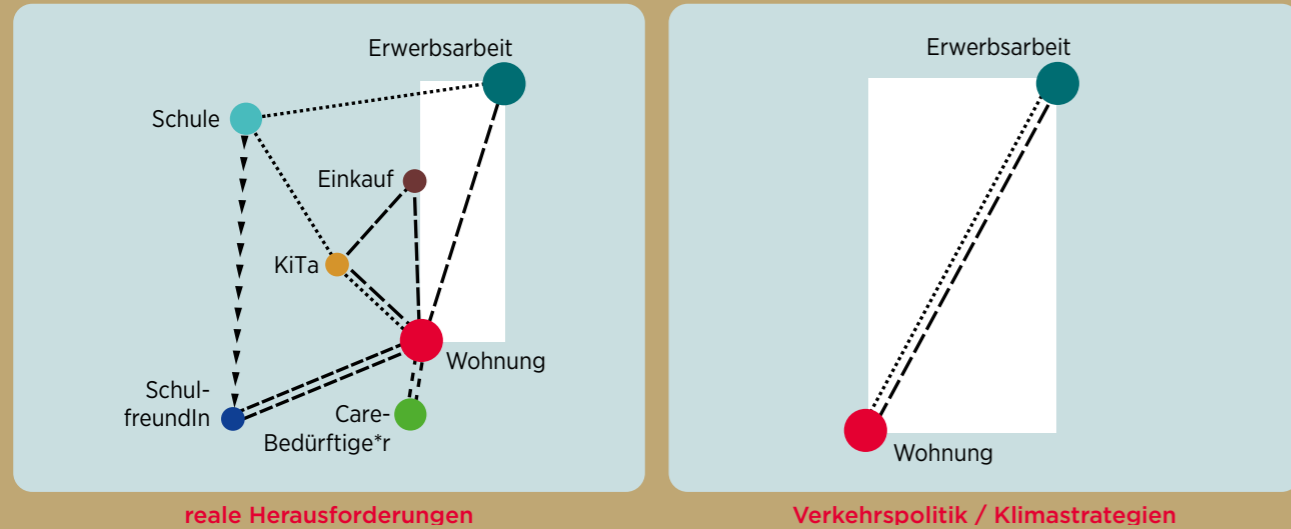 Erwerbsarbeit
Schule
Einkauf
KiTa
Wohnung
Schul-
freundIn
Care-
Bedürftige*r
reale Herausforderungen
Erwerbsarbeit
Wohnung
Verkehrspolitik / Klimastrategien